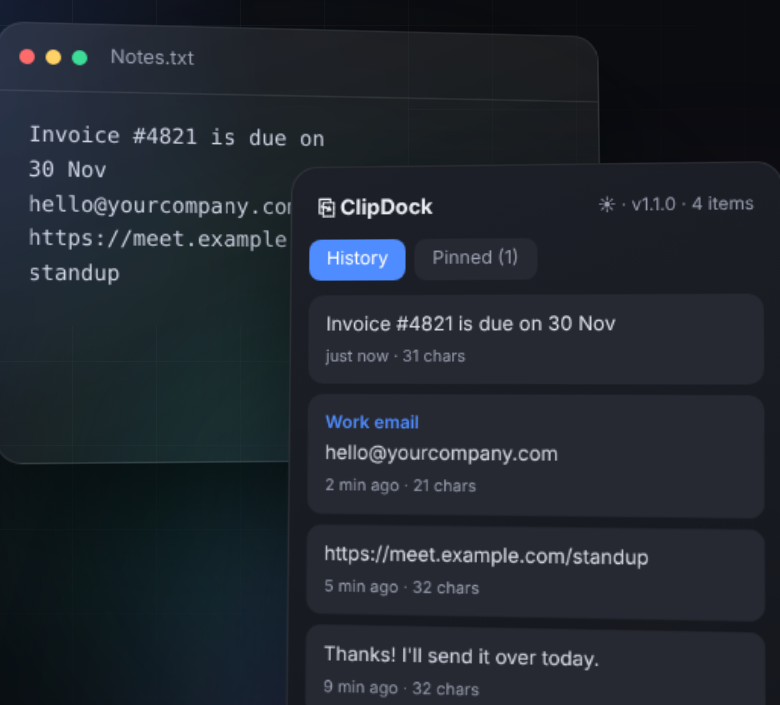 Notes.txt
Invoice #4821 is due on
30 Nov
hello@yourcompany.com
https://meet.example
standup
ClipDock
☀ · v1.1.0 · 4 items
History
Pinned (1)
Invoice #4821 is due on 30 Nov
just now · 31 chars
Work email
hello@yourcompany.com
2 min ago · 21 chars
https://meet.example.com/standup
5 min ago · 32 chars
Thanks! I'll send it over today.
9 min ago · 32 chars